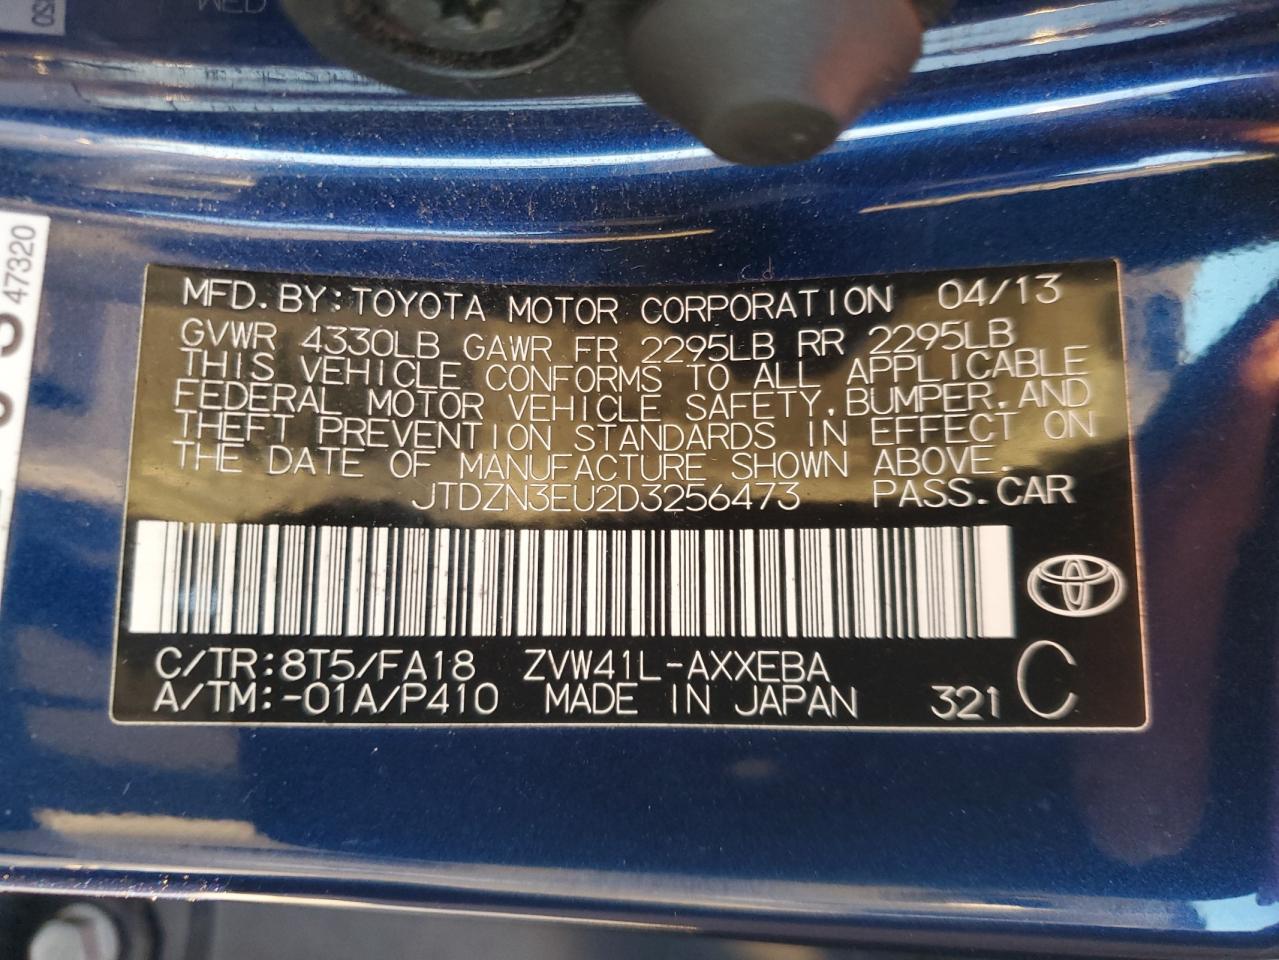 47320
MFD.BY:TOYOTA MOTOR CORPORATION 04/13
GVWR 4330LB GAWR FR 2295LB RR 2295LB
THIS VEHICLE CONFORMS TO ALL APPLICABLE
FEDERAL MOTOR VEHICLE SAFETY,BUMPER,AND
THEFT PREVENTION STANDARDS IN EFFECT ON
THE DATE OF MANUFACTURE SHOWN ABOVE.
JTDZN3EU2D3256473 PASS.CAR
C/TR:8T5/FA18 ZVW41L-AXXEBA
A/TM:-01A/P410 MADE IN JAPAN 321 C